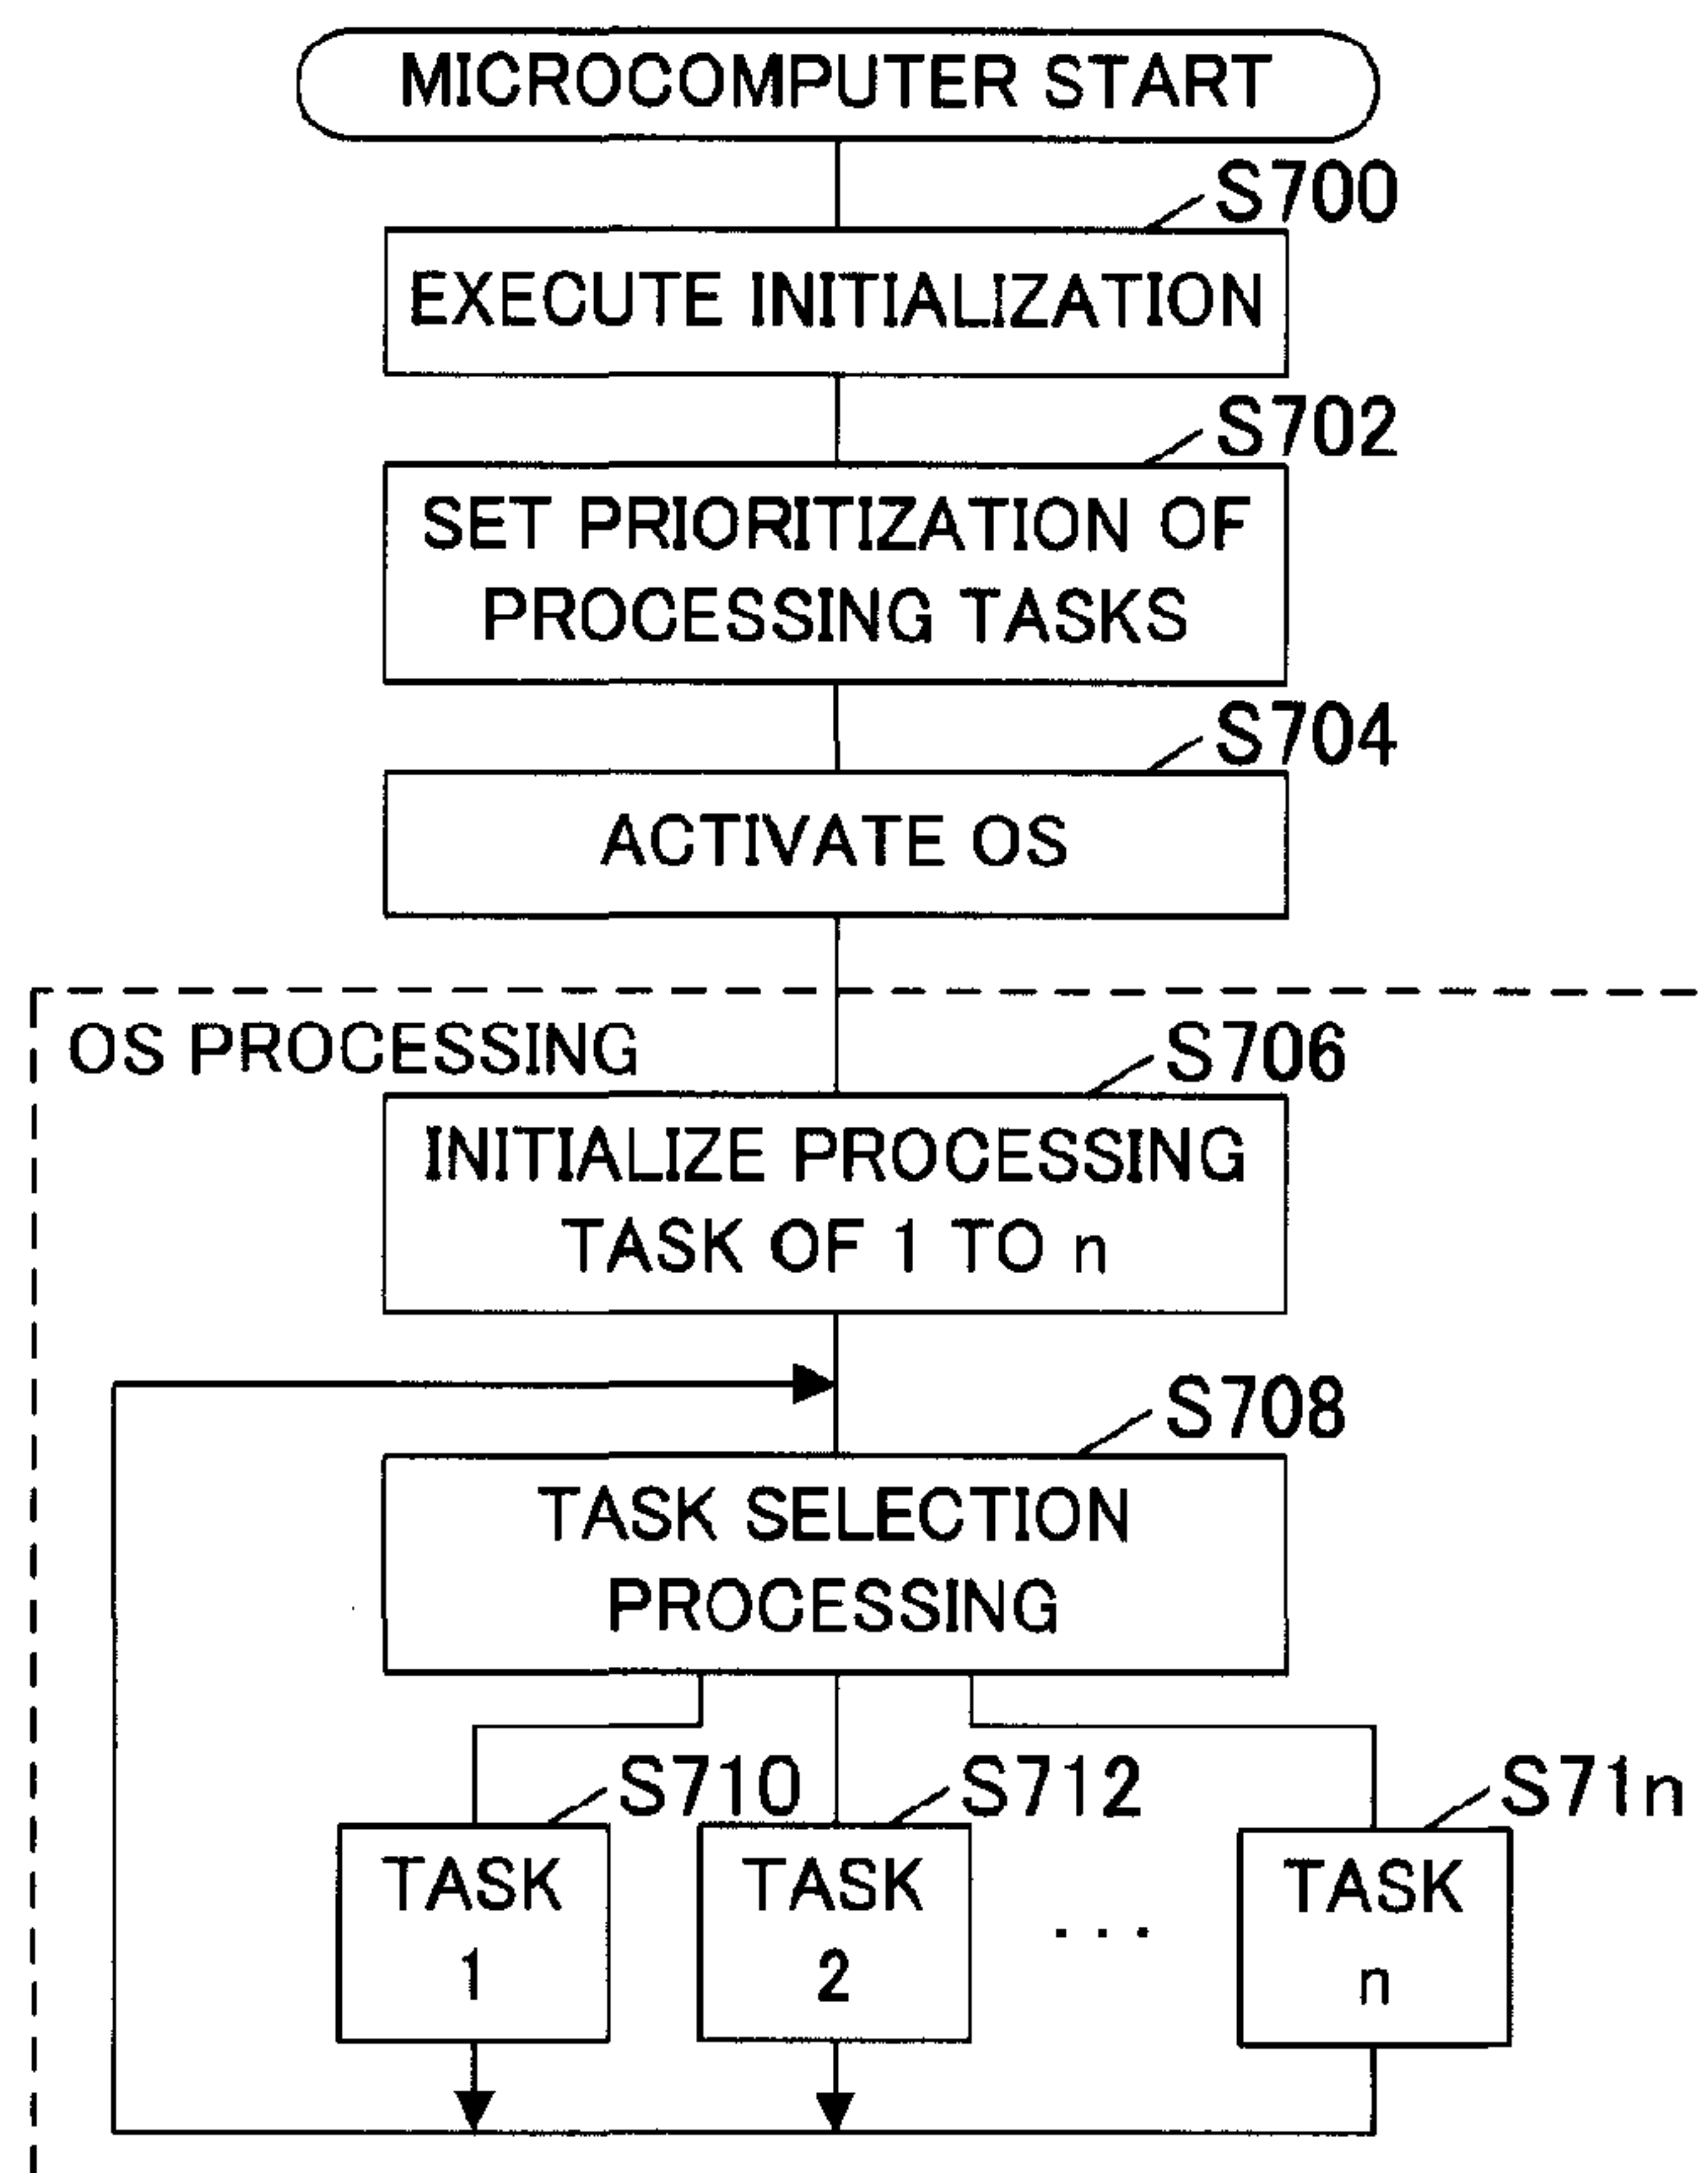 MICROCOMPUTER START
S700
EXECUTE INITIALIZATION
S702
SET PRIORITIZATION OF
PROCESSING TASKS
S704
ACTIVATE OS
OS PROCESSING
S706
INITIALIZE PROCESSING
TASK OF 1 TO n
S708
TASK SELECTION
PROCESSING
S710
S712
S71n
TASK
1
TASK
2
...
TASK
n